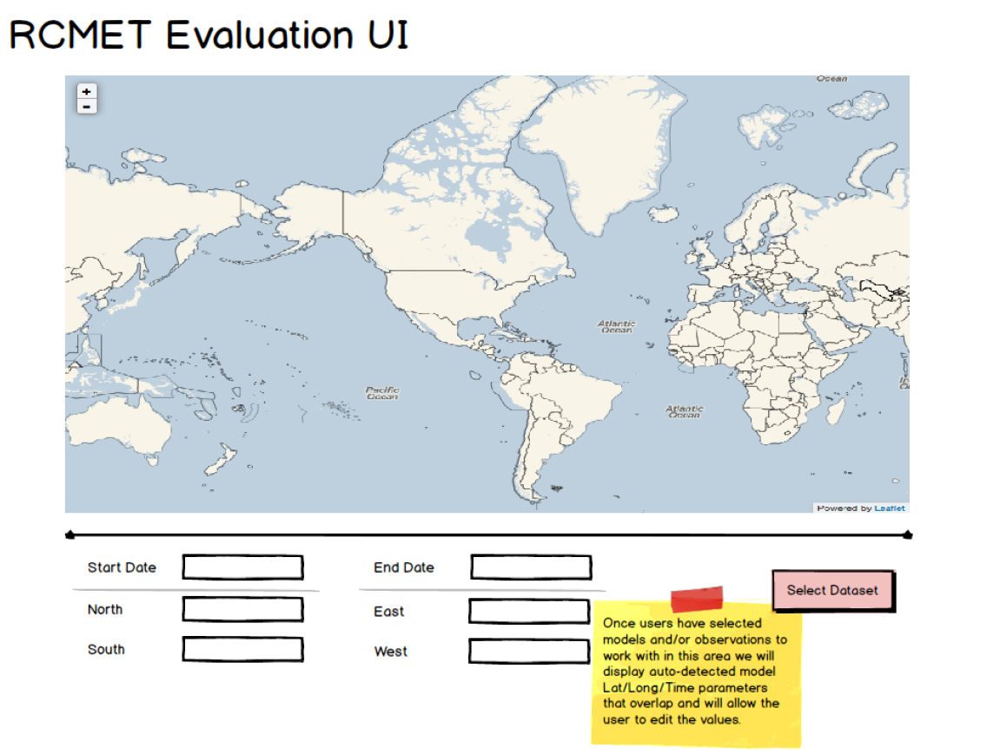 RCMET Evaluation UI
Ocean
+
-
Atlantic
Ocean
Pacific
Ocean
Atlantic
Ocean
Powered by Leaflet
Start Date
End Date
Select Dataset
North
East
South
West
Once users have selected
models and/or observations to
work with in this area we will
display auto-detected model
Lat/Long/Time parameters
that overlap and will allow the
user to edit the values.